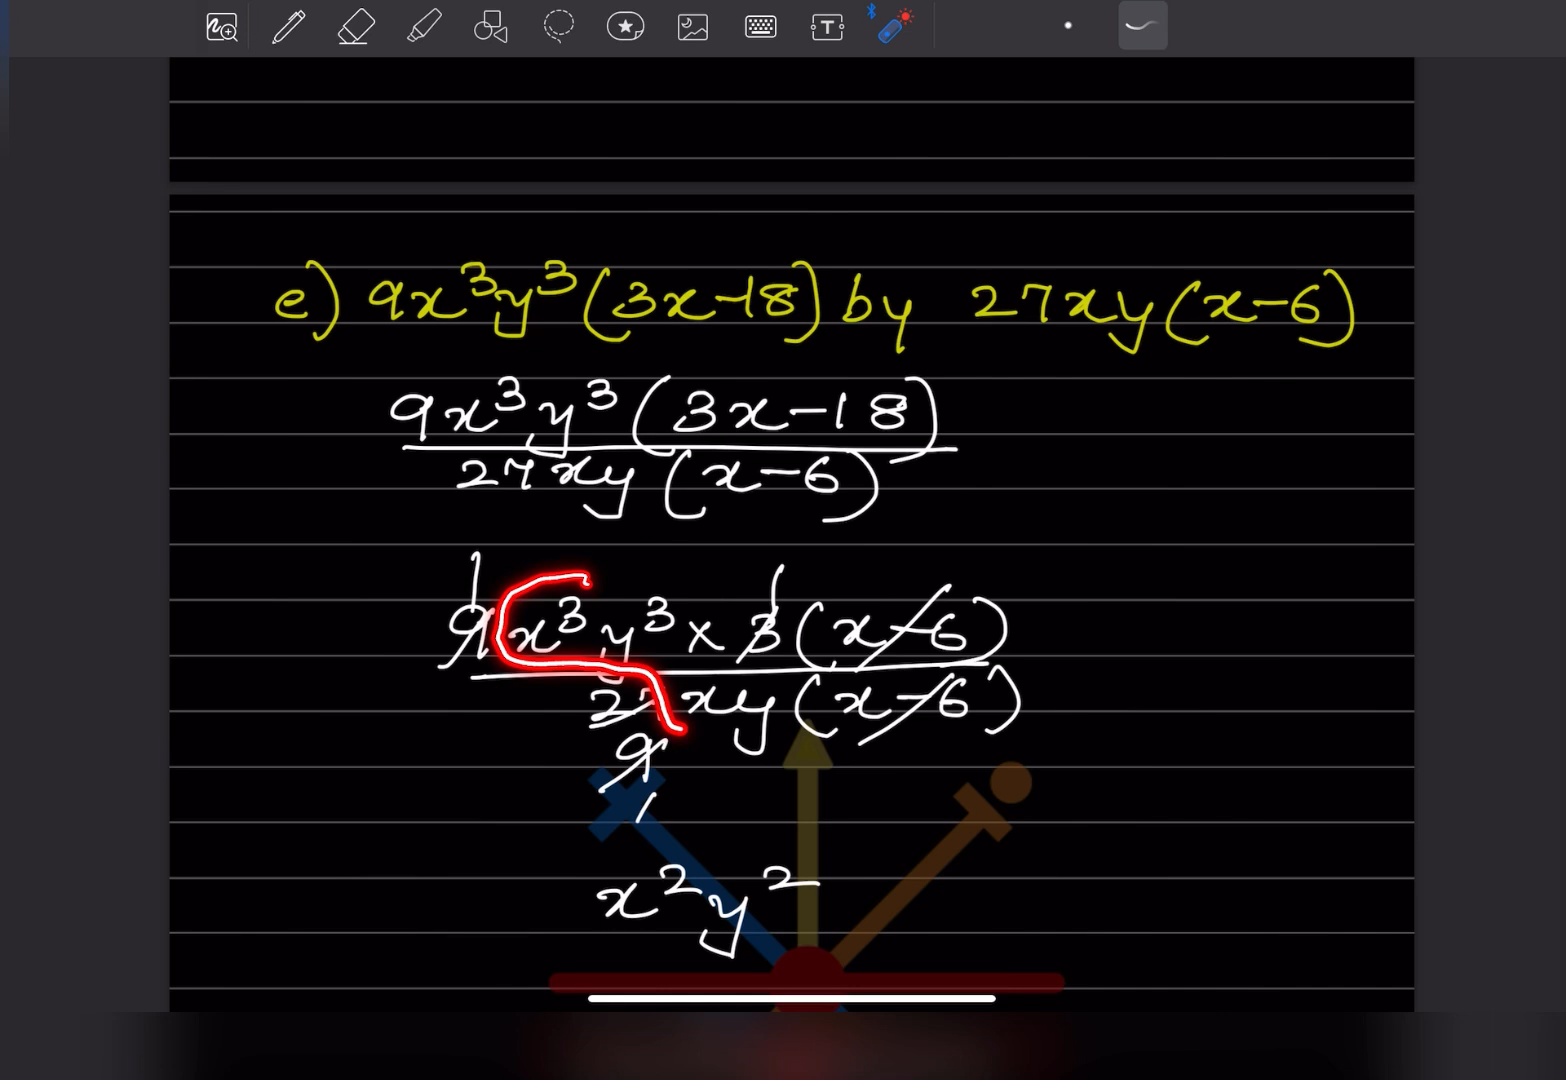 e) 9x³y³(3x-18) by 27xy(x-6)
9x³y³(3x-18)
27xy(x-6)
1 1
9x³y³×3(x-6)
27xy(x-6)
9
1
x²y²